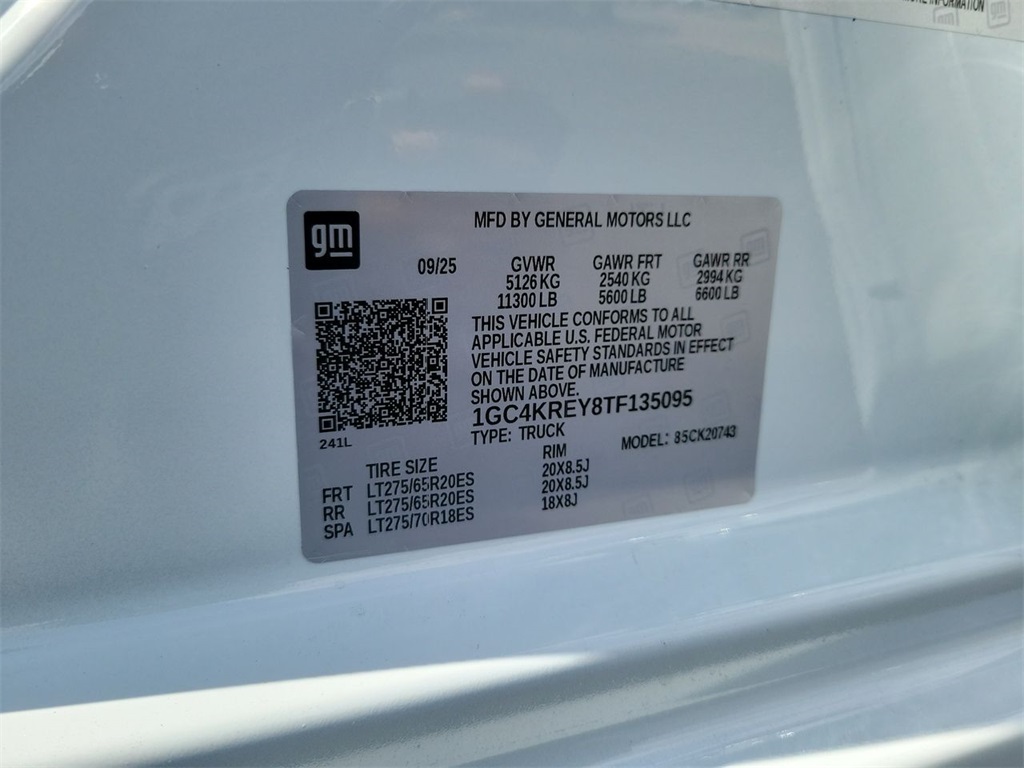 MORE INFORMATION
gm
MFD BY GENERAL MOTORS LLC
09/25 GVWR GAWR FRT GAWR RR
5126 KG 2540 KG 2994 KG
11300 LB 5600 LB 6600 LB
THIS VEHICLE CONFORMS TO ALL
APPLICABLE U.S. FEDERAL MOTOR
VEHICLE SAFETY STANDARDS IN EFFECT
ON THE DATE OF MANUFACTURE
SHOWN ABOVE.
1GC4KREY8TF135095
TYPE: TRUCK MODEL: 85CK20743
241L
TIRE SIZE RIM
FRT LT275/65R20ES 20X8.5J
RR LT275/65R20ES 20X8.5J
SPA LT275/70R18ES 18X8J